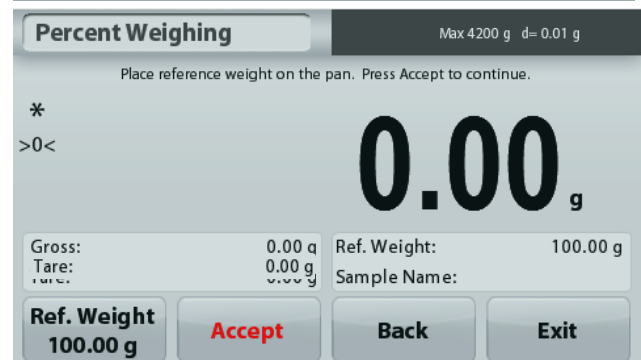 Percent Weighing
Max 4200 g d= 0.01 g
Place reference weight on the pan. Press Accept to continue.
*
>0<
0.00 g
Gross: 0.00 g
Tare: 0.00 g
Ref. Weight: 100.00 g
Sample Name:
Ref. Weight
100.00 g
Accept
Back
Exit